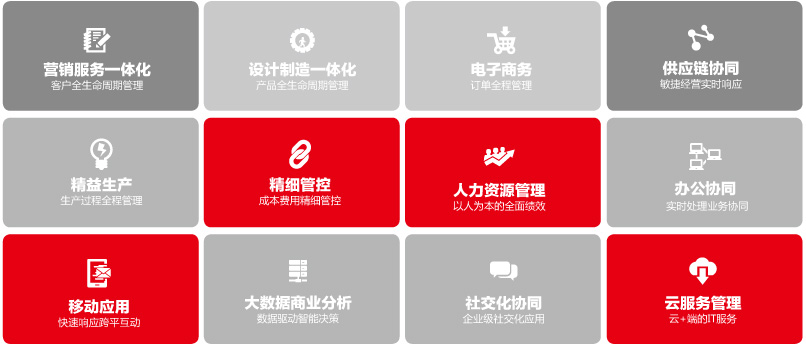 营销服务一体化
客户全生命周期管理
设计制造一体化
产品全生命周期管理
电子商务
订单全程管理
供应链协同
敏捷经营实时响应
精益生产
生产过程全程管理
精细管控
成本费用精细管控
人力资源管理
以人为本的全面绩效
办公协同
实时处理业务协同
移动应用
快速响应跨平互动
大数据商业分析
数据驱动智能决策
社交化协同
企业级社交化应用
云服务管理
云+端的IT服务